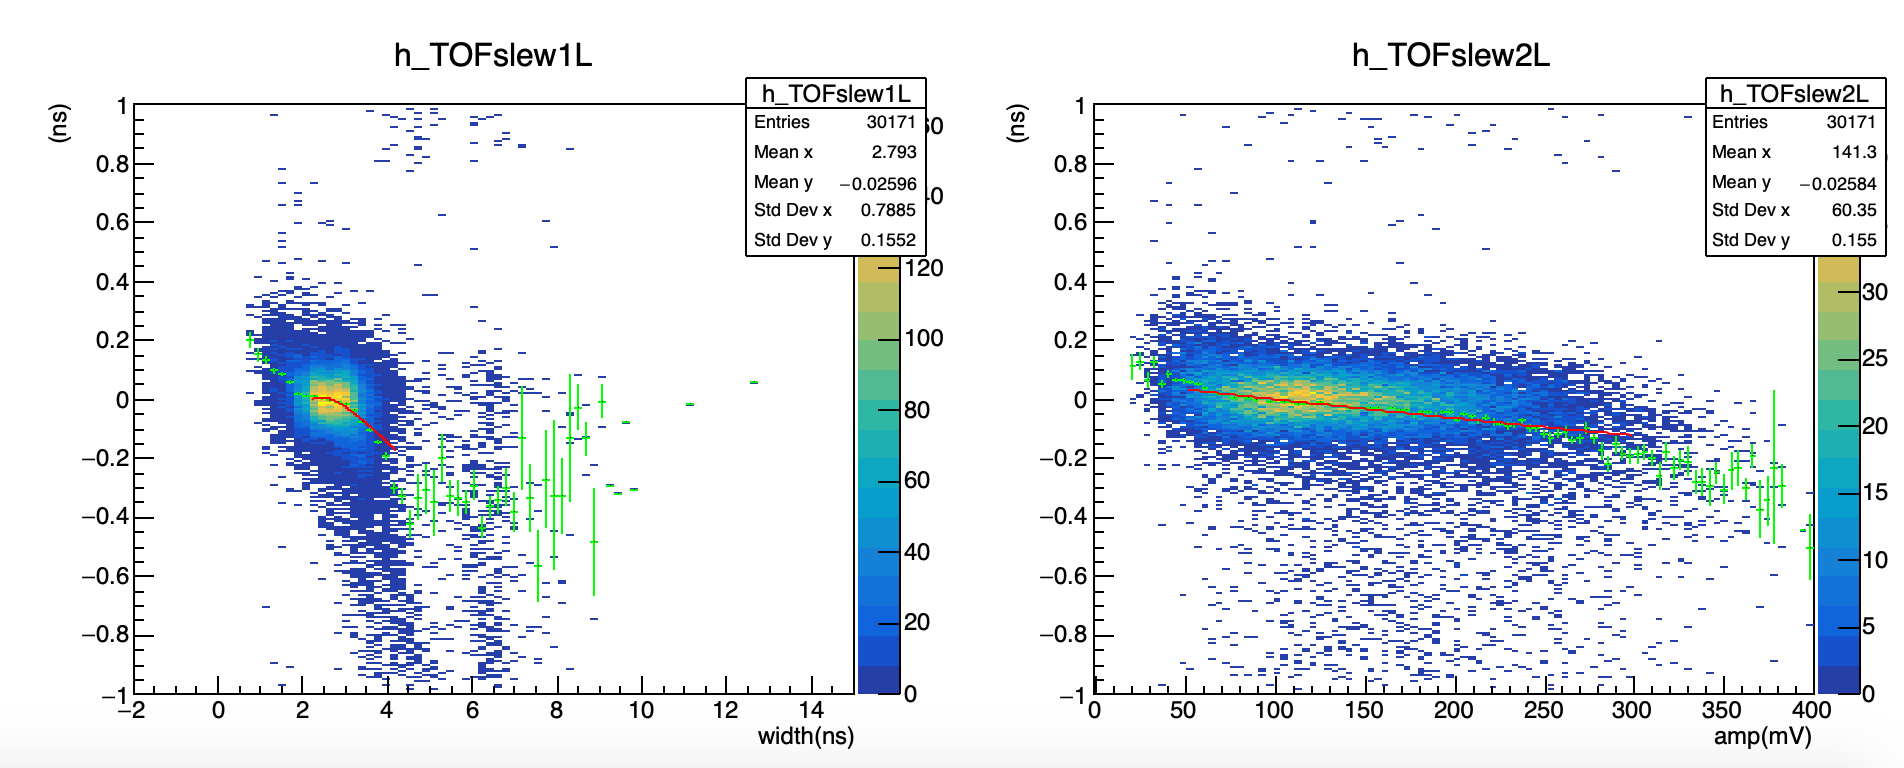 h_TOFslew1L
(ns)
h_TOFslew1L
Entries 30171
Mean x 2.793
Mean y −0.02596
Std Dev x 0.7885
Std Dev y 0.1552
1
0.8
0.6
0.4
0.2
0
−0.2
−0.4
−0.6
−0.8
−1
−2 0 2 4 6 8 10 12 14
width(ns)
120
100
80
60
40
20
0
h_TOFslew2L
(ns)
h_TOFslew2L
Entries 30171
Mean x 141.3
Mean y −0.02584
Std Dev x 60.35
Std Dev y 0.155
1
0.8
0.6
0.4
0.2
0
−0.2
−0.4
−0.6
−0.8
−1
0 50 100 150 200 250 300 350 400
amp(mV)
30
25
20
15
10
5
0